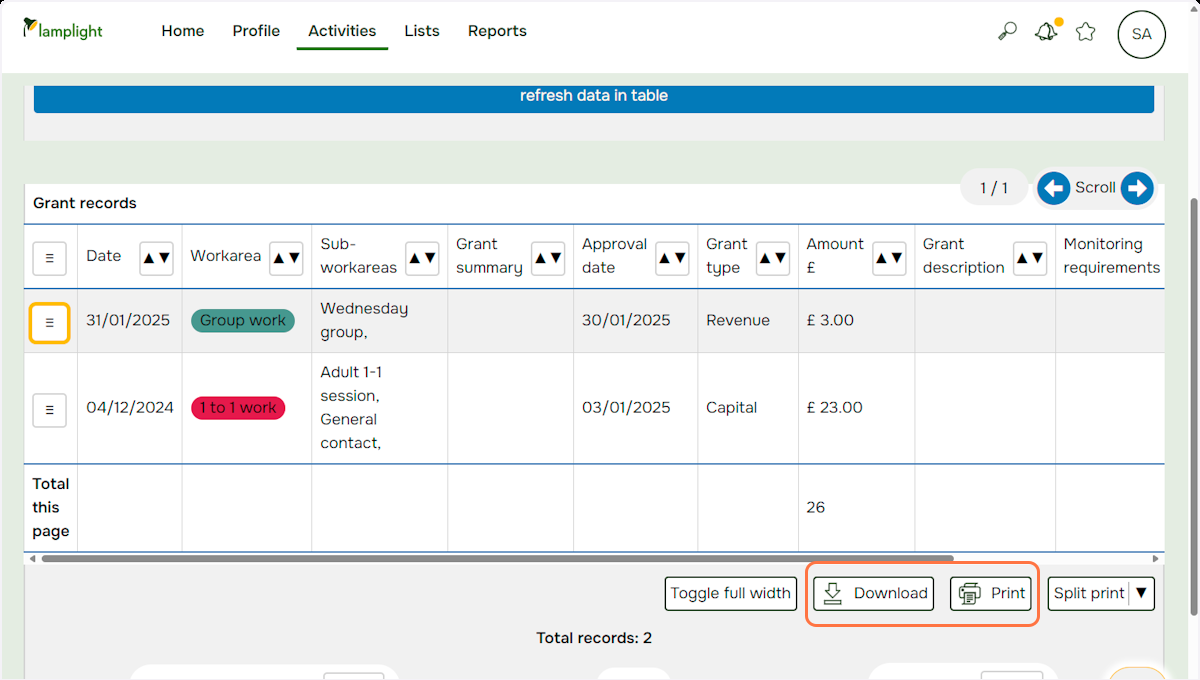 lamplight Home Profile Activities Lists Reports SA
refresh data in table
1 / 1 Scroll
Grant records
Date ▲▼ Workarea ▲▼ Sub-
workareas ▲▼ Grant
summary ▲▼ Approval
date ▲▼ Grant
type ▲▼ Amount
£ ▲▼ Grant
description ▲▼ Monitoring
requirements
31/01/2025 Group work Wednesday
group, 30/01/2025 Revenue £ 3.00
04/12/2024 1 to 1 work Adult 1-1
session,
General
contact, 03/01/2025 Capital £ 23.00
Total
this
page 26
Toggle full width Download Print Split print ▼
Total records: 2